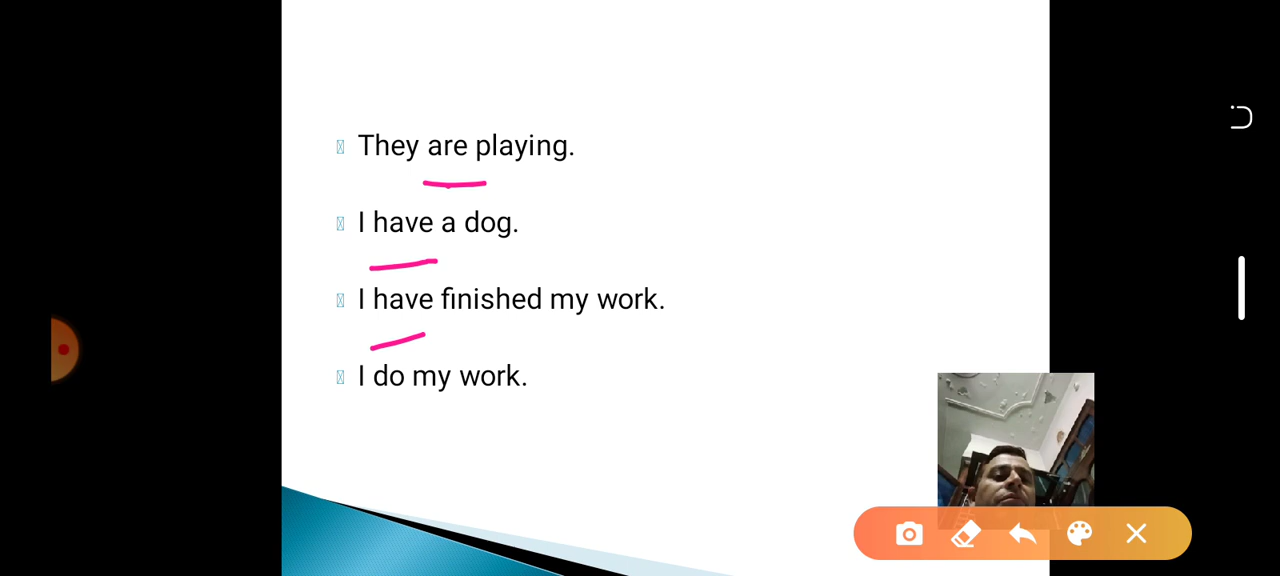 They are playing.
I have a dog.
I have finished my work.
I do my work.